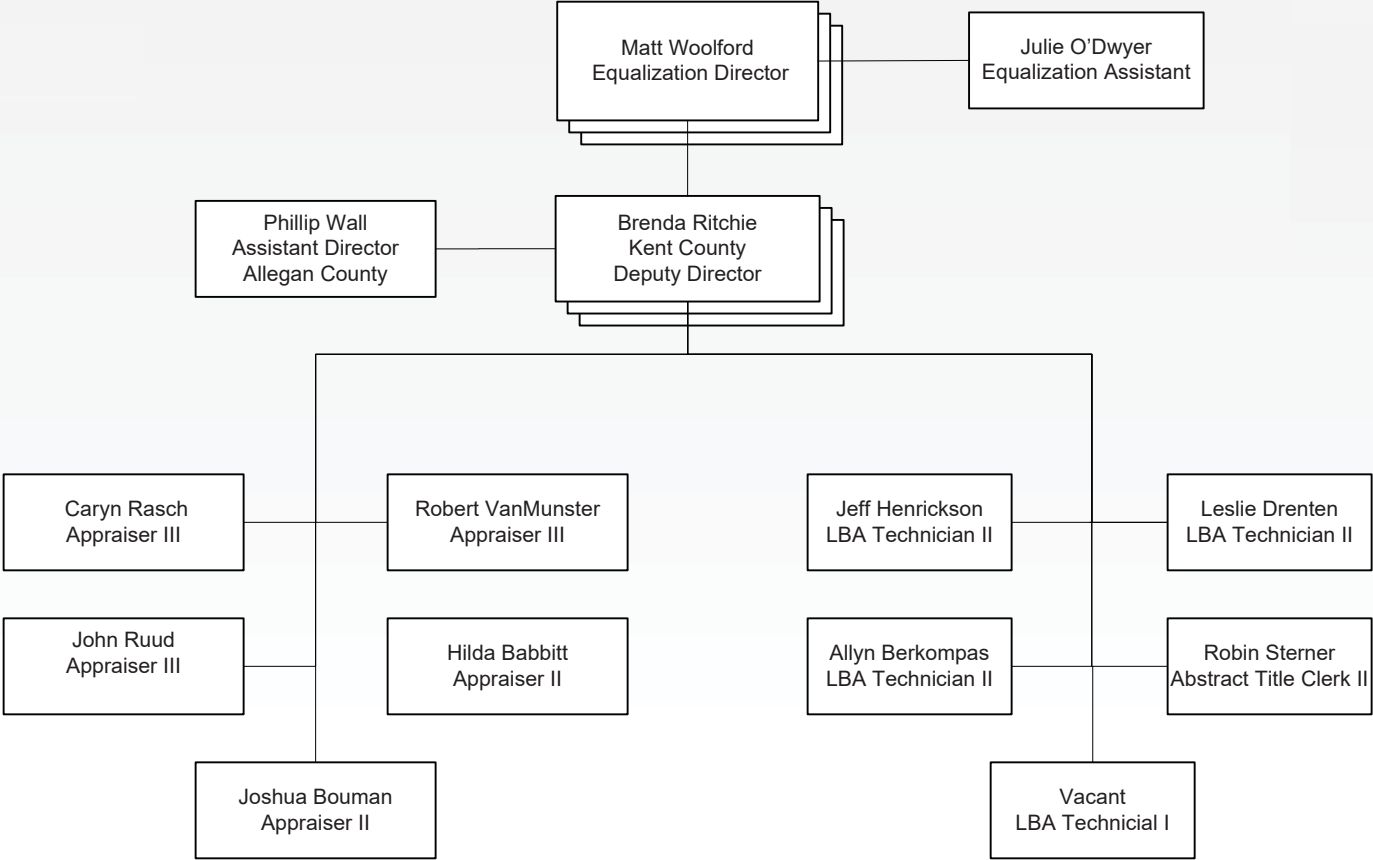 Matt Woolford
Equalization Director
Julie O’Dwyer
Equalization Assistant
Phillip Wall
Assistant Director
Allegan County
Brenda Ritchie
Kent County
Deputy Director
Caryn Rasch
Appraiser III
Robert VanMunster
Appraiser III
Jeff Henrickson
LBA Technician II
Leslie Drenten
LBA Technician II
John Ruud
Appraiser III
Hilda Babbitt
Appraiser II
Allyn Berkompas
LBA Technician II
Robin Sterner
Abstract Title Clerk II
Joshua Bouman
Appraiser II
Vacant
LBA Technicial I